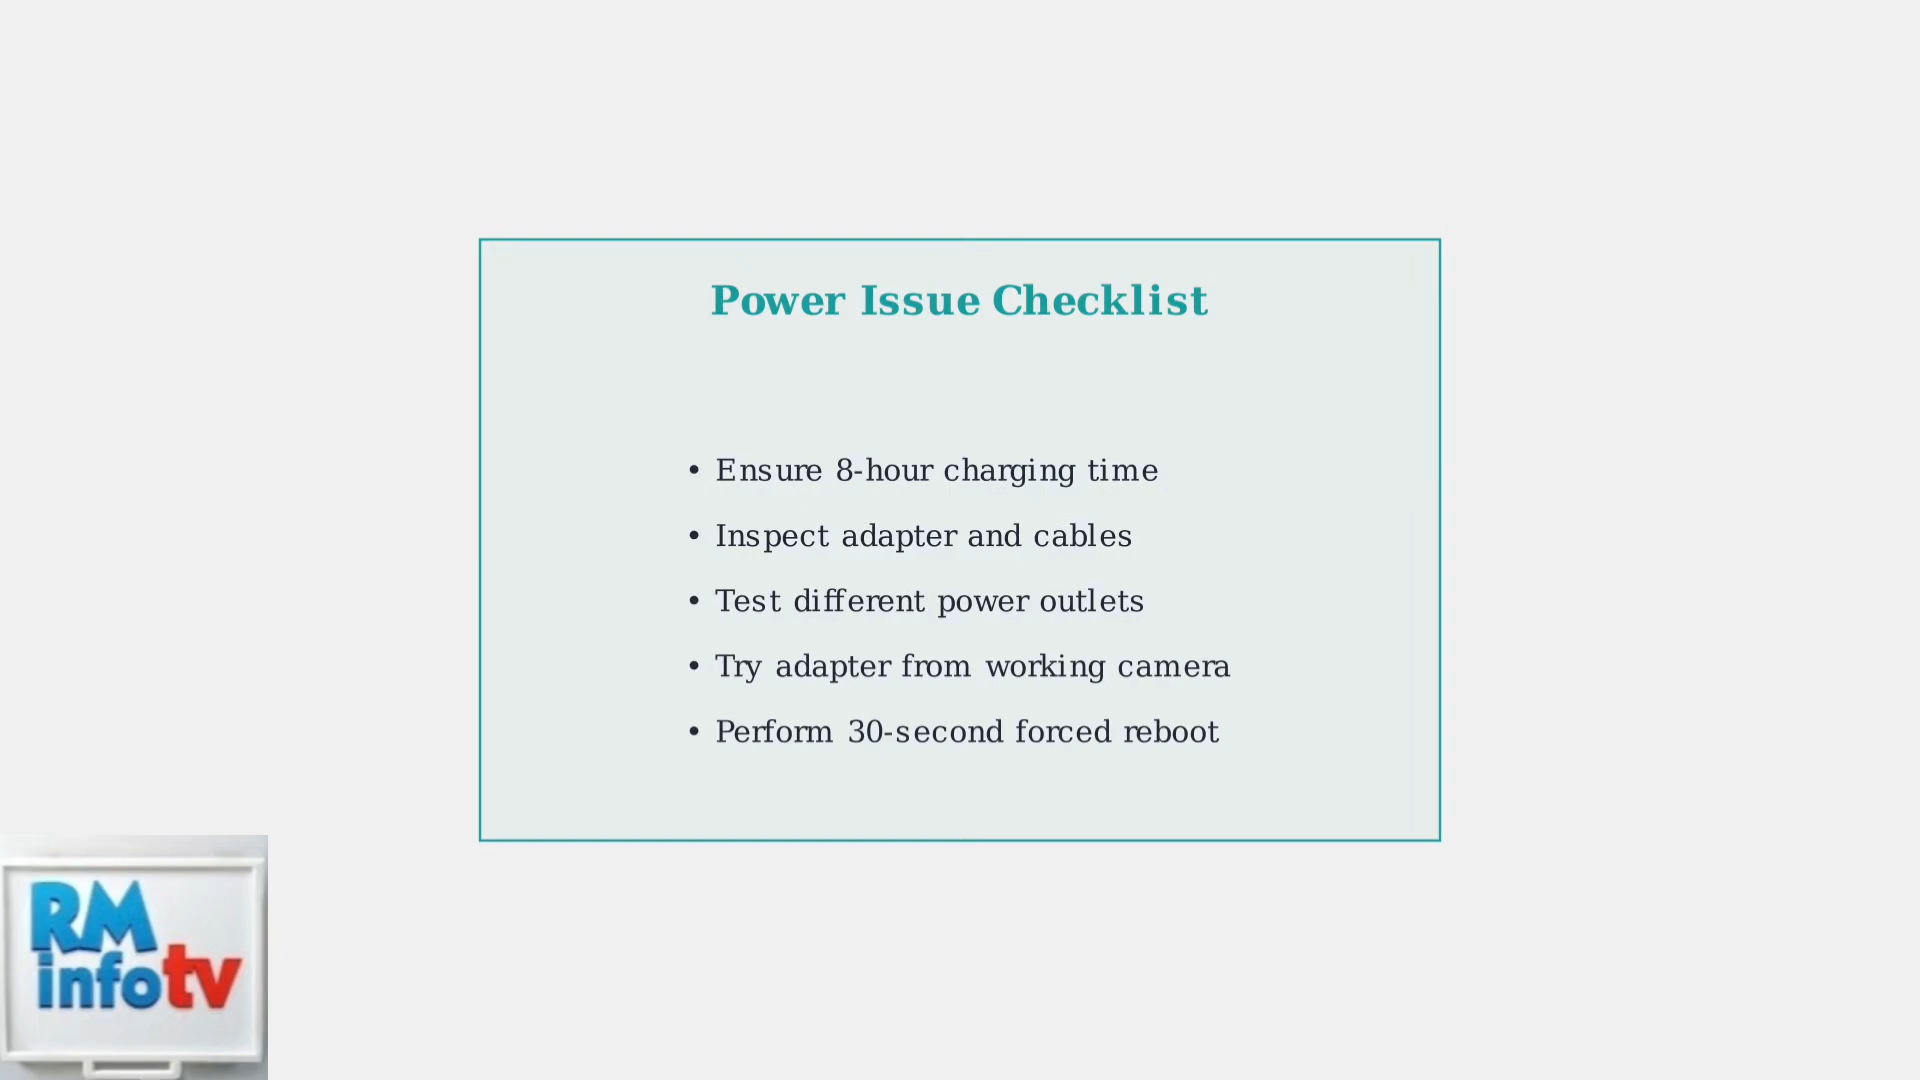 Power Issue Checklist
• Ensure 8-hour charging time
• Inspect adapter and cables
• Test different power outlets
• Try adapter from working camera
• Perform 30-second forced reboot
RM
infotv